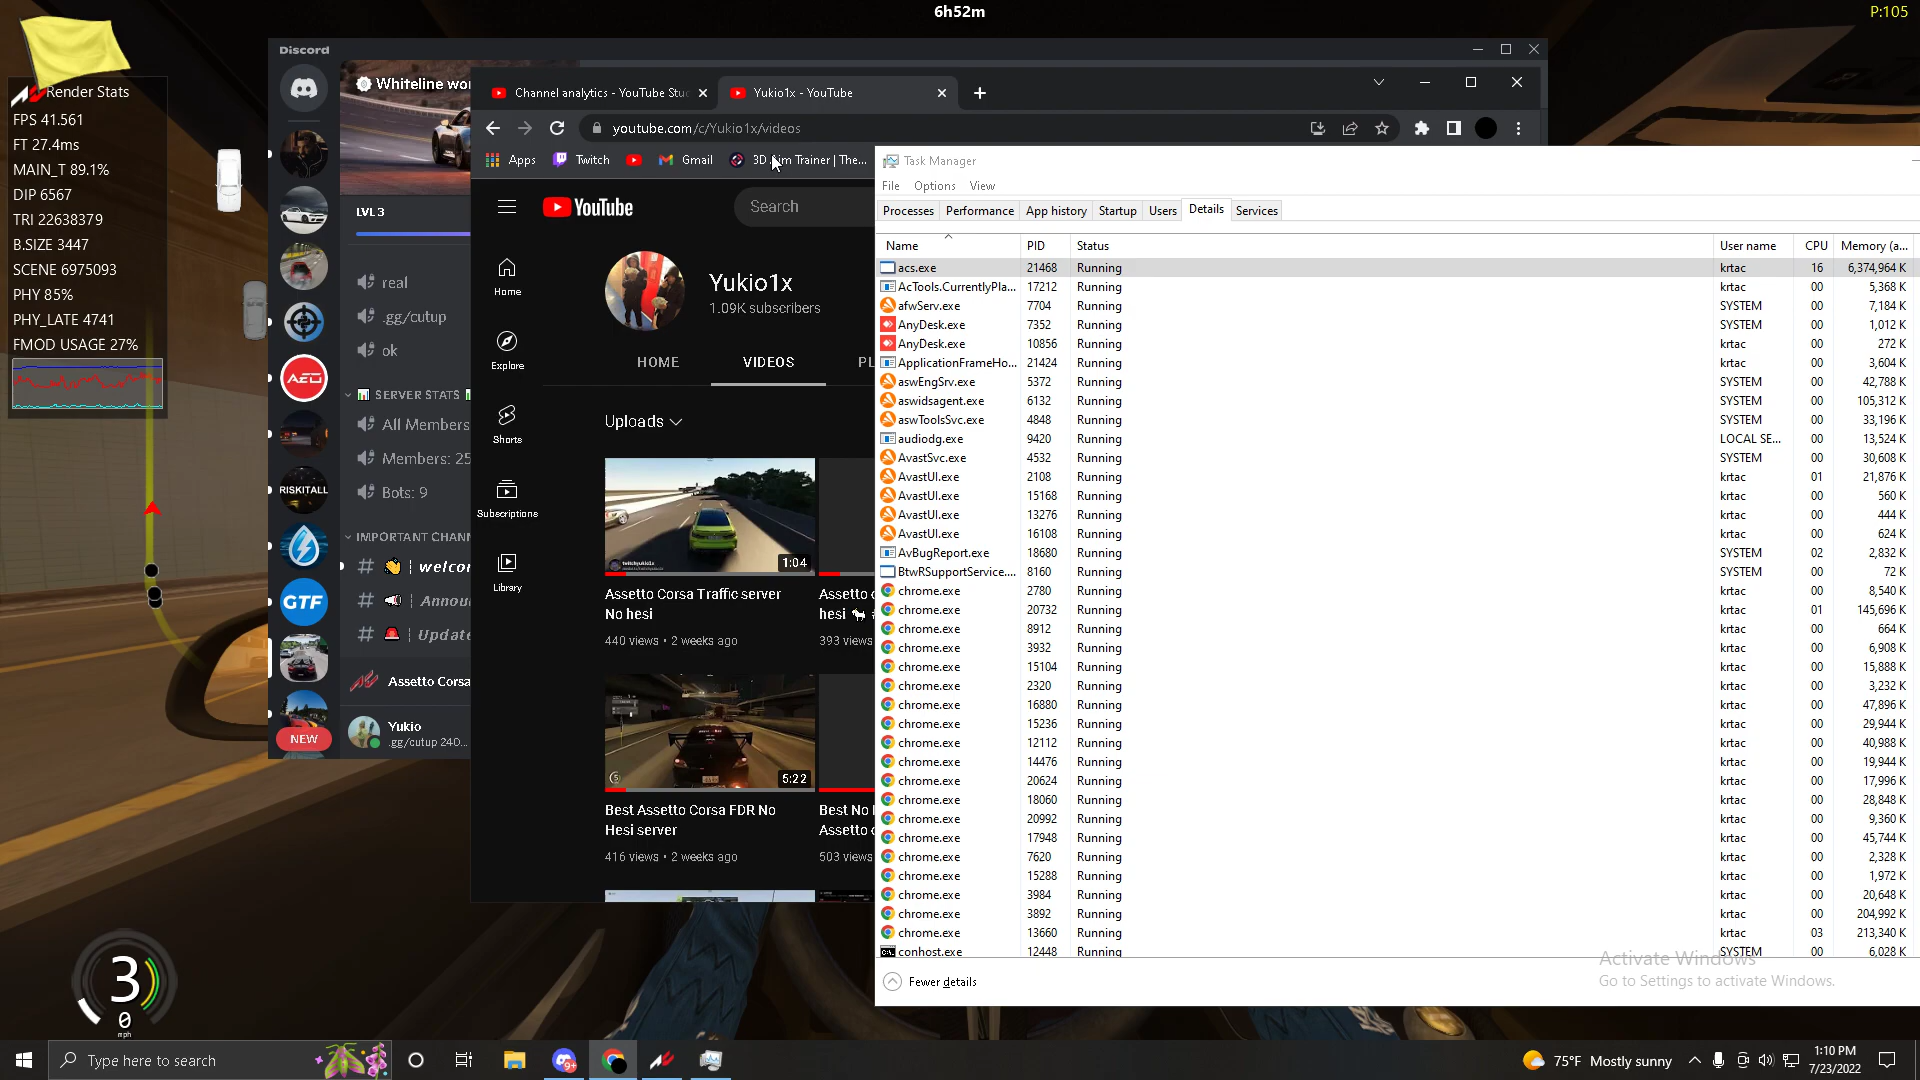 6h52m
P:105
Render Stats
FPS 41.561
FT 27.4ms
MAIN_T 89.1%
DIP 6567
TRI 22638379
B.SIZE 3447
SCENE 6975093
PHY 85%
PHY_LATE 4741
FMOD USAGE 27%
Discord
Whiteline wo
LVL 3
real
.gg/cutup
ok
SERVER STATS
All Members
Members: 25
Bots: 9
IMPORTANT CHAN
# welcom
# Annou
# Update
Assetto Corsa
Yukio
.gg/cutup 240...
AEG
RISKITALL
GTF
NEW
Channel analytics - YouTube Stu
Yukio1x - YouTube
youtube.com/c/Yukio1x/videos
Apps
Twitch
Gmail
3D Aim Trainer | The...
YouTube
Search
Home
Explore
Shorts
Subscriptions
Library
Yukio1x
1.09K subscribers
HOME
VIDEOS
PL
Uploads
1:04
Assetto Corsa Traffic server
No hesi
440 views • 2 weeks ago
Assetto c
hesi
393 views
5:22
Best Assetto Corsa FDR No
Hesi server
416 views • 2 weeks ago
Best No
Assetto c
503 views
Task Manager
File Options View
Processes Performance App history Startup Users Details Services
Name PID Status User name CPU Memory (a...
acs.exe 21468 Running krtac 16 6,374,964 K
AcTools.CurrentlyPla... 17212 Running krtac 00 5,368 K
afwServ.exe 7704 Running SYSTEM 00 7,184 K
AnyDesk.exe 7352 Running SYSTEM 00 1,012 K
AnyDesk.exe 10856 Running krtac 00 272 K
ApplicationFrameHo... 21424 Running krtac 00 3,604 K
aswEngSrv.exe 5372 Running SYSTEM 00 42,788 K
aswidsagent.exe 6132 Running SYSTEM 00 105,312 K
aswToolsSvc.exe 4848 Running SYSTEM 00 33,196 K
audiodg.exe 9420 Running LOCAL SE... 00 13,524 K
AvastSvc.exe 4532 Running SYSTEM 00 30,608 K
AvastUI.exe 2108 Running krtac 01 21,876 K
AvastUI.exe 15168 Running krtac 00 560 K
AvastUI.exe 13276 Running krtac 00 444 K
AvastUI.exe 16108 Running krtac 00 624 K
AvBugReport.exe 18680 Running SYSTEM 02 2,832 K
BtwRSupportService.... 8160 Running SYSTEM 00 72 K
chrome.exe 2780 Running krtac 00 8,540 K
chrome.exe 20732 Running krtac 01 145,696 K
chrome.exe 8912 Running krtac 00 664 K
chrome.exe 3932 Running krtac 00 6,908 K
chrome.exe 15104 Running krtac 00 15,888 K
chrome.exe 2320 Running krtac 00 3,232 K
chrome.exe 16880 Running krtac 00 47,896 K
chrome.exe 15236 Running krtac 00 29,944 K
chrome.exe 12112 Running krtac 00 40,988 K
chrome.exe 14476 Running krtac 00 19,944 K
chrome.exe 20624 Running krtac 00 17,996 K
chrome.exe 18060 Running krtac 00 28,848 K
chrome.exe 20992 Running krtac 00 9,360 K
chrome.exe 17948 Running krtac 00 45,744 K
chrome.exe 7620 Running krtac 00 2,328 K
chrome.exe 15288 Running krtac 00 1,972 K
chrome.exe 3984 Running krtac 00 20,648 K
chrome.exe 3892 Running krtac 00 204,992 K
chrome.exe 13660 Running krtac 03 213,340 K
conhost.exe 12448 Running SYSTEM 00 6,028 K
Fewer details
Activate Windows
Go to Settings to activate Windows.
3
0
mph
Type here to search
75°F Mostly sunny
1:10 PM
7/23/2022